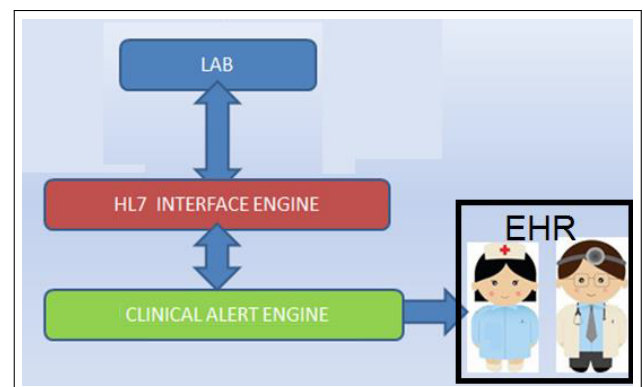 LAB
HL7 INTERFACE ENGINE
EHR
CLINICAL ALERT ENGINE